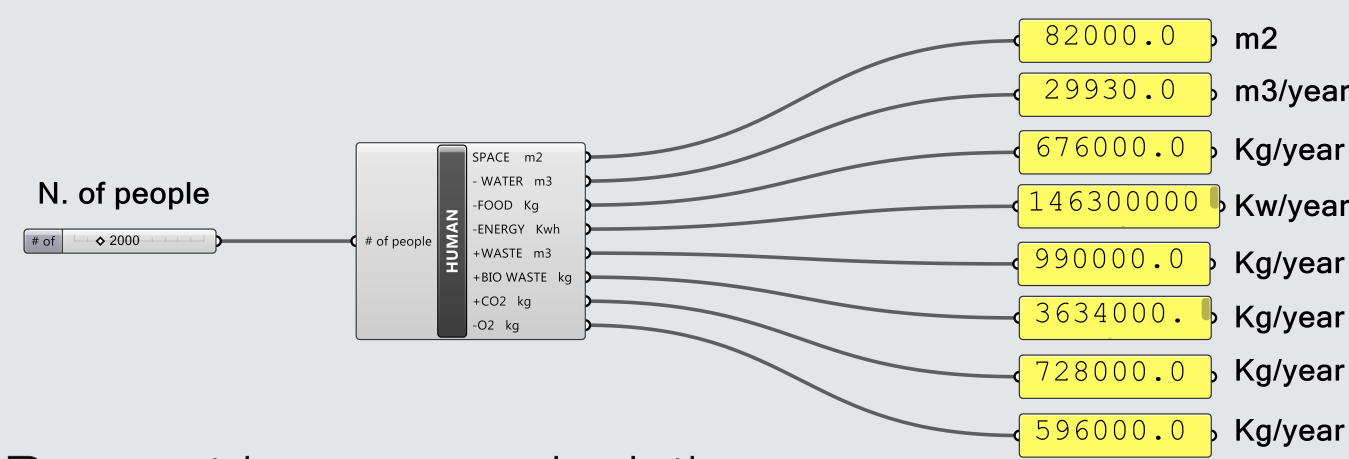 N. of people
# of 2000
# of people
HUMAN
SPACE m2
- WATER m3
-FOOD Kg
-ENERGY Kwh
+WASTE m3
+BIO WASTE kg
+CO2 kg
-O2 kg
82000.0 m2
29930.0 m3/year
676000.0 Kg/year
146300000 Kw/year
990000.0 Kg/year
3634000. Kg/year
728000.0 Kg/year
596000.0 Kg/year